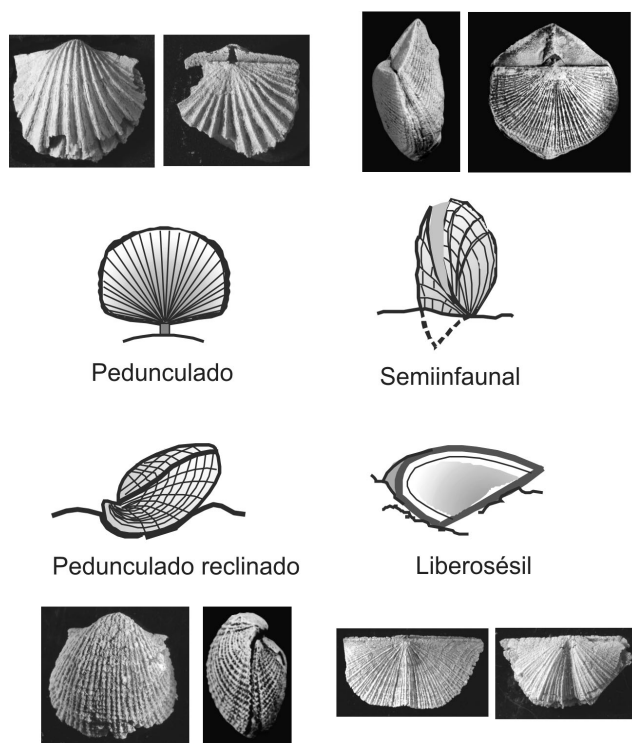 Pedunculado
Semiinfaunal
Pedunculado reclinado
Liberosésil